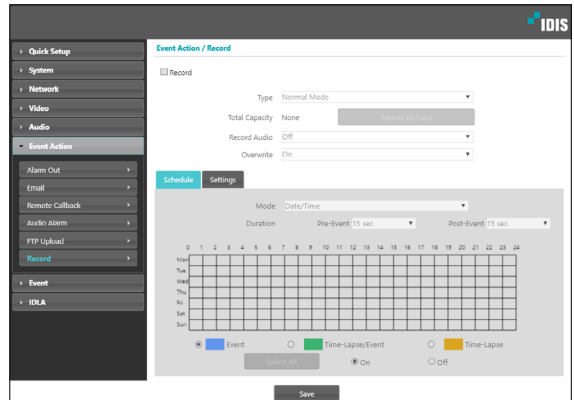 IDIS
Quick Setup
System
Network
Video
Audio
Event Action
Alarm Out
Email
Remote Callback
Audio Alarm
FTP Upload
Record
Event
IDLA
Event Action / Record
Record
Type Normal Mode
Total Capacity None Format SD Card
Record Audio Off
Overwrite On
Schedule Settings
Mode Date/Time
Duration Pre-Event 15 sec. Post-Event 15 sec.
0 1 2 3 4 5 6 7 8 9 10 11 12 13 14 15 16 17 18 19 20 21 22 23 24
Mon
Tue
Wed
Thu
Fri
Sat
Sun
Event Time-Lapse/Event Time-Lapse
Select All On Off
Save